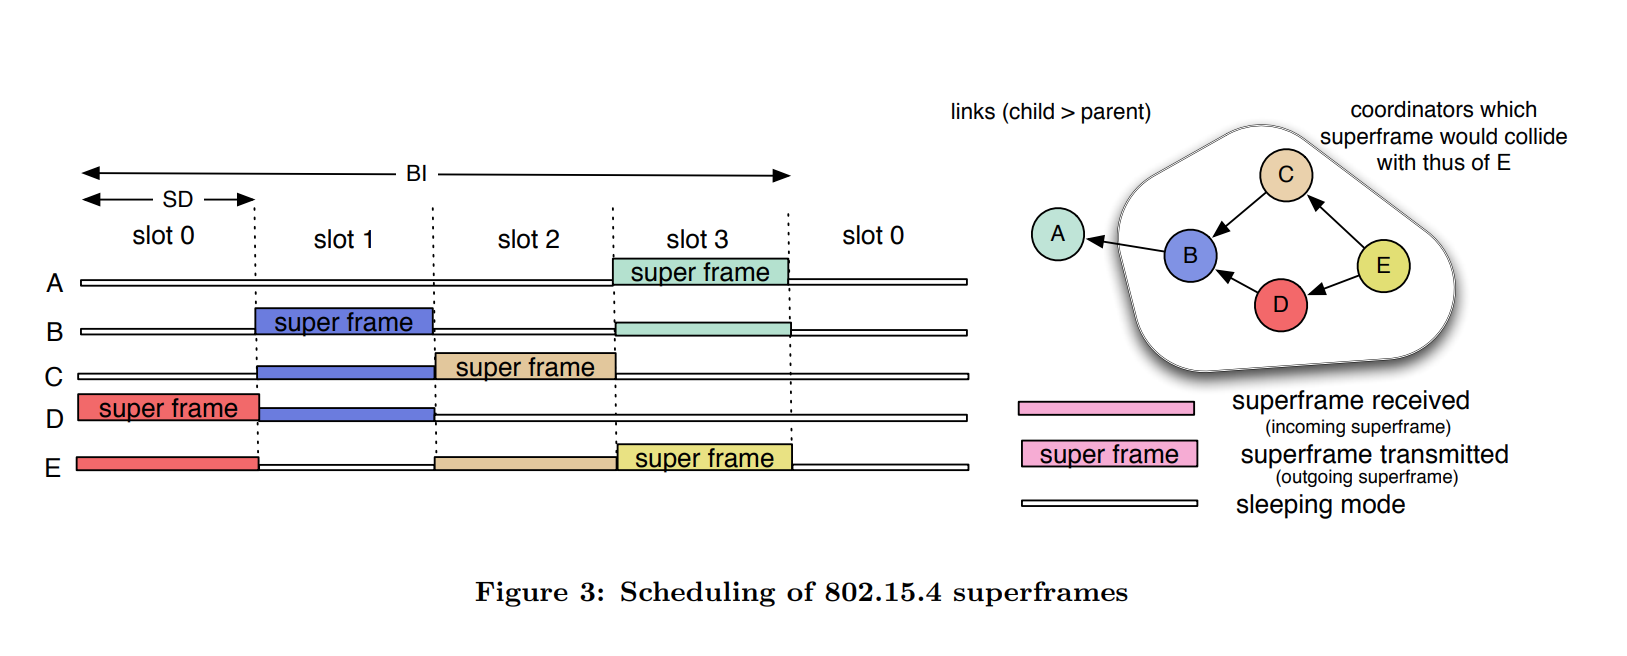 links (child > parent)
coordinators which
superframe would collide
with thus of E
BI
SD
slot 0
slot 1
slot 2
slot 3
slot 0
A
super frame
B
super frame
C
super frame
D
super frame
E
super frame
A
B
C
D
E
superframe received
(incoming superframe)
super frame
superframe transmitted
(outgoing superframe)
sleeping mode
Figure 3: Scheduling of 802.15.4 superframes